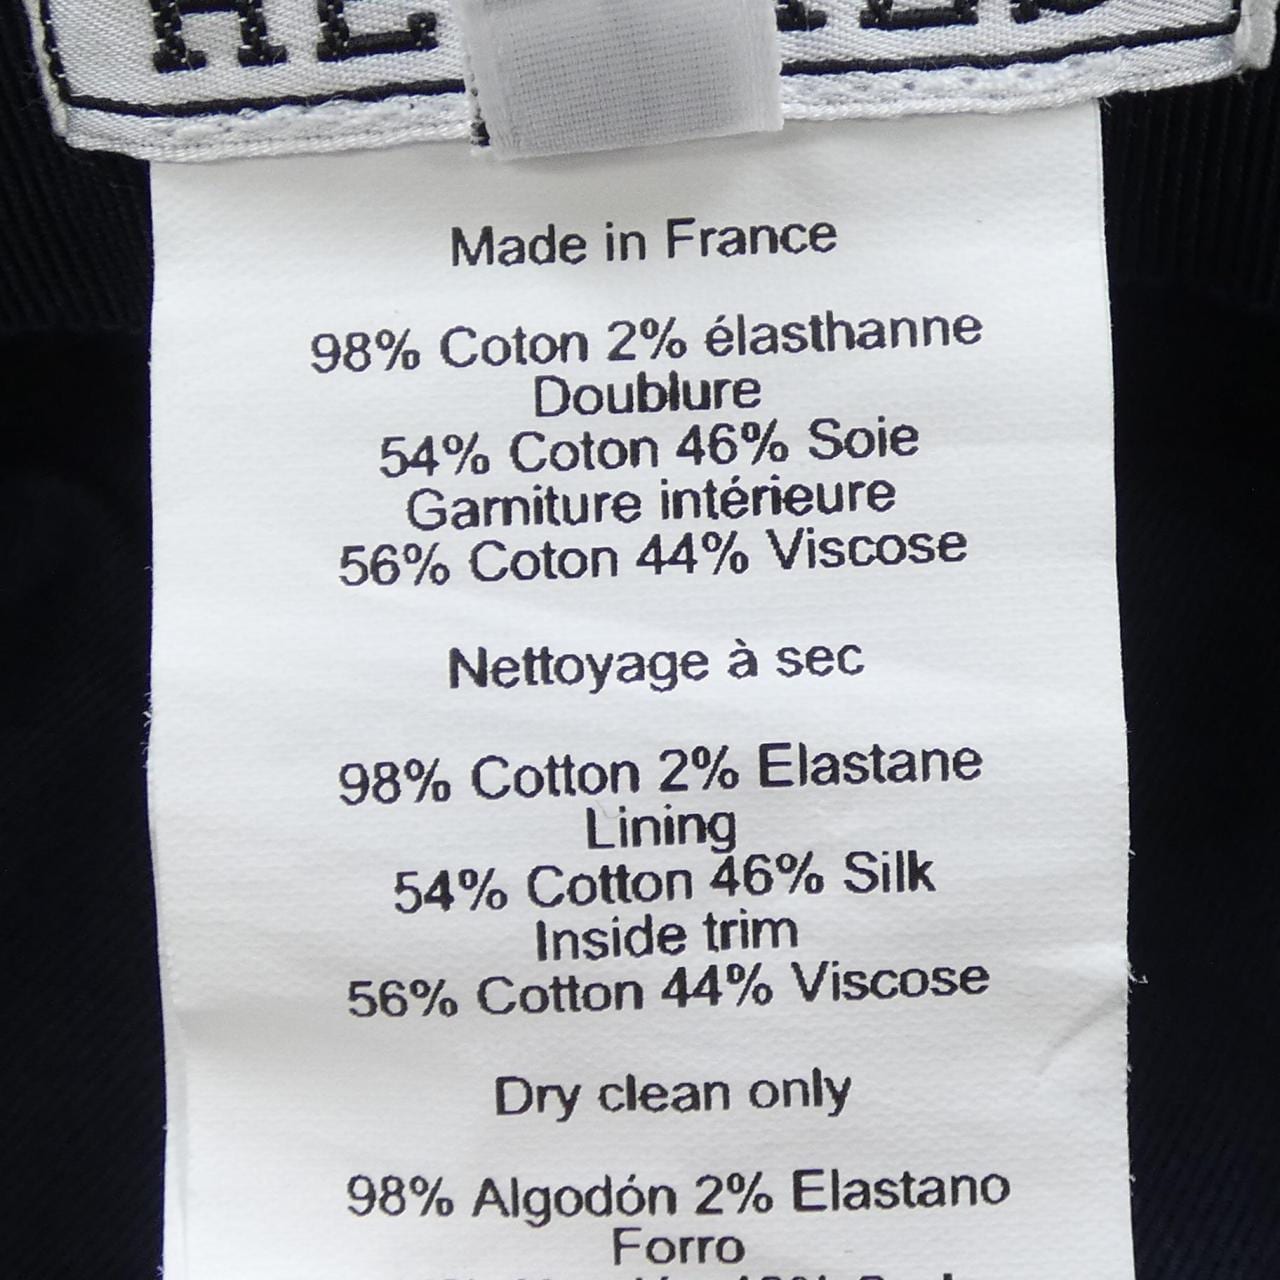 Made in France
98% Coton 2% élasthanne
Doublure
54% Coton 46% Soie
Garniture intérieure
56% Coton 44% Viscose
Nettoyage à sec
98% Cotton 2% Elastane
Lining
54% Cotton 46% Silk
Inside trim
56% Cotton 44% Viscose
Dry clean only
98% Algodón 2% Elastano
Forro